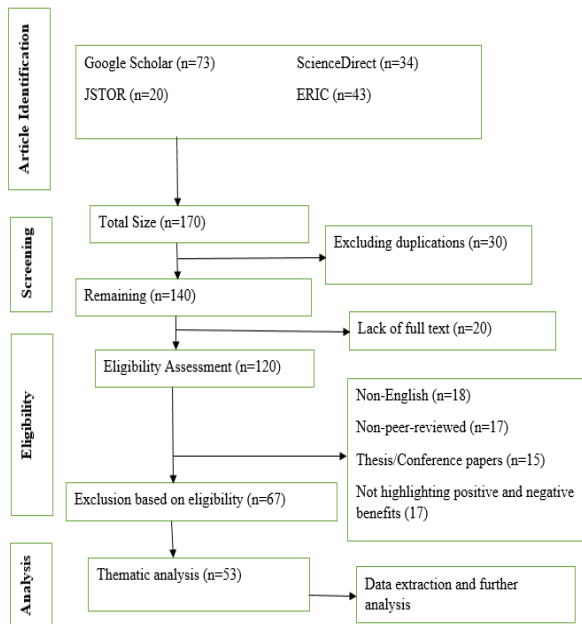 Article Identification
Google Scholar (n=73)
ScienceDirect (n=34)
JSTOR (n=20)
ERIC (n=43)
Total Size (n=170)
Screening
Excluding duplications (n=30)
Remaining (n=140)
Lack of full text (n=20)
Eligibility
Eligibility Assessment (n=120)
Non-English (n=18)
Non-peer-reviewed (n=17)
Thesis/Conference papers (n=15)
Not highlighting positive and negative
benefits (17)
Exclusion based on eligibility (n=67)
Analysis
Thematic analysis (n=53)
Data extraction and further
analysis